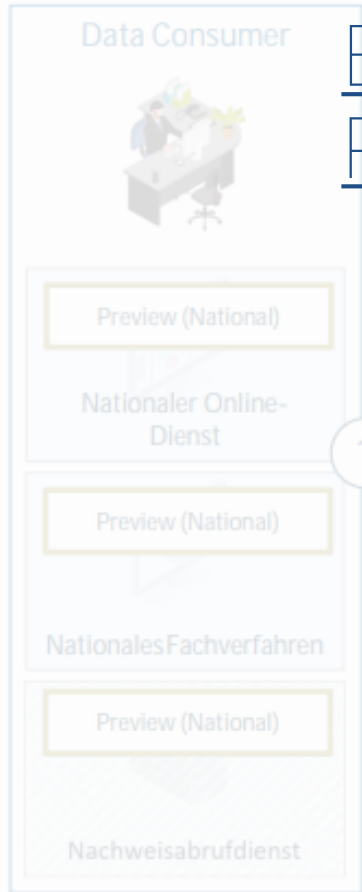 Data Consumer
Preview (National)
Nationaler Online-
Dienst
Preview (National)
Nationales Fachverfahren
Preview (National)
Nachweisabrufdienst